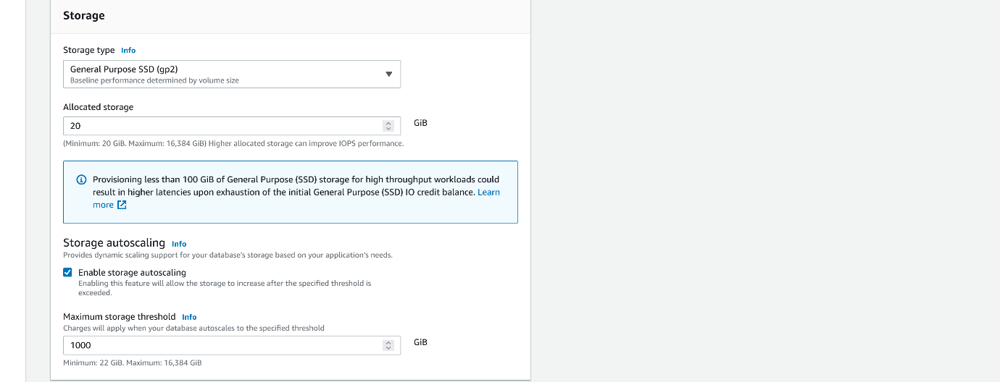 Storage
Storage type Info
General Purpose SSD (gp2)
Baseline performance determined by volume size
Allocated storage
20 GiB
(Minimum: 20 GiB. Maximum: 16,384 GiB) Higher allocated storage can improve IOPS performance.
Provisioning less than 100 GiB of General Purpose (SSD) storage for high throughput workloads could
result in higher latencies upon exhaustion of the initial General Purpose (SSD) IO credit balance. Learn
more
Storage autoscaling Info
Provides dynamic scaling support for your database's storage based on your application's needs.
Enable storage autoscaling
Enabling this feature will allow the storage to increase after the specified threshold is
exceeded.
Maximum storage threshold Info
Charges will apply when your database autoscales to the specified threshold
1000 GiB
Minimum: 22 GiB. Maximum: 16,384 GiB